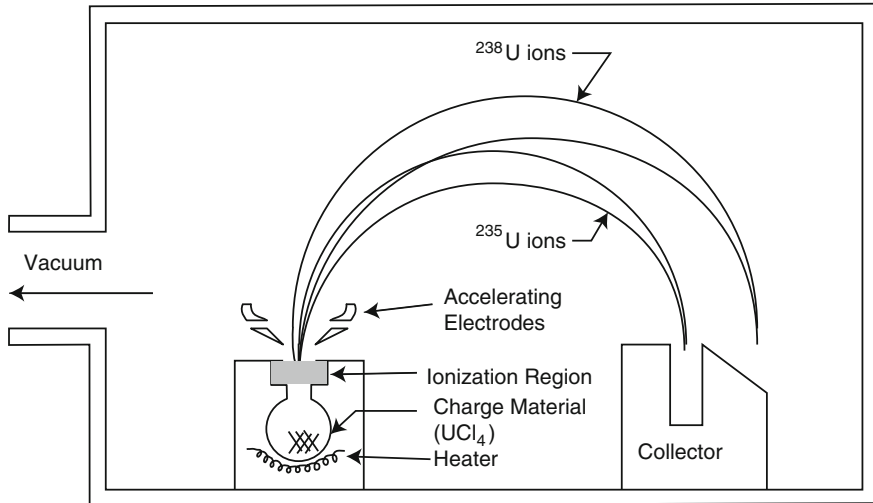 ²³⁸U ions
²³⁵U ions
Vacuum
Accelerating
Electrodes
Ionization Region
Charge Material
(UCl₄)
Heater
Collector